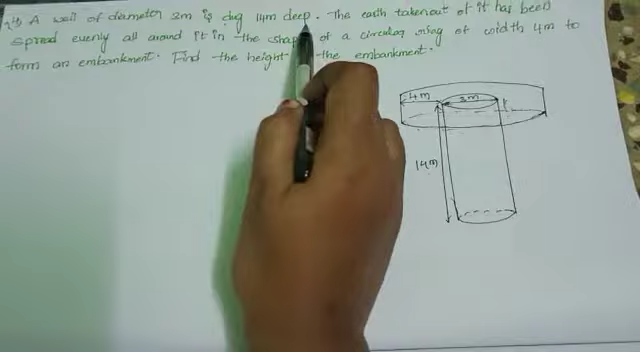 A well of diameter 3m is dug 14m deep. The earth taken out of it has been
spread evenly all around it in the shape of a circular ring of width 4m to
form an embankment. Find the height the embankment.
4m 3m
14m